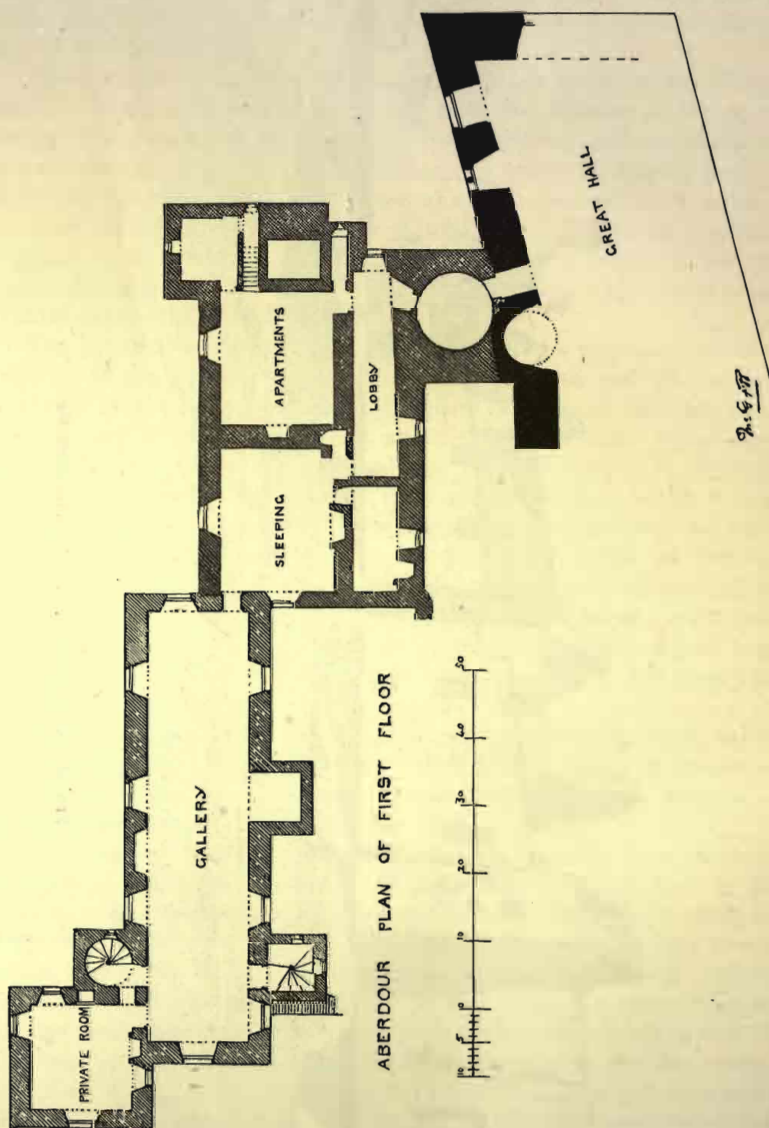 PRIVATE ROOM
GALLERY
SLEEPING
APARTMENTS
LOBBY
GREAT HALL
ABERDOUR PLAN OF FIRST FLOOR
10 5 0 10 20 30 40 50